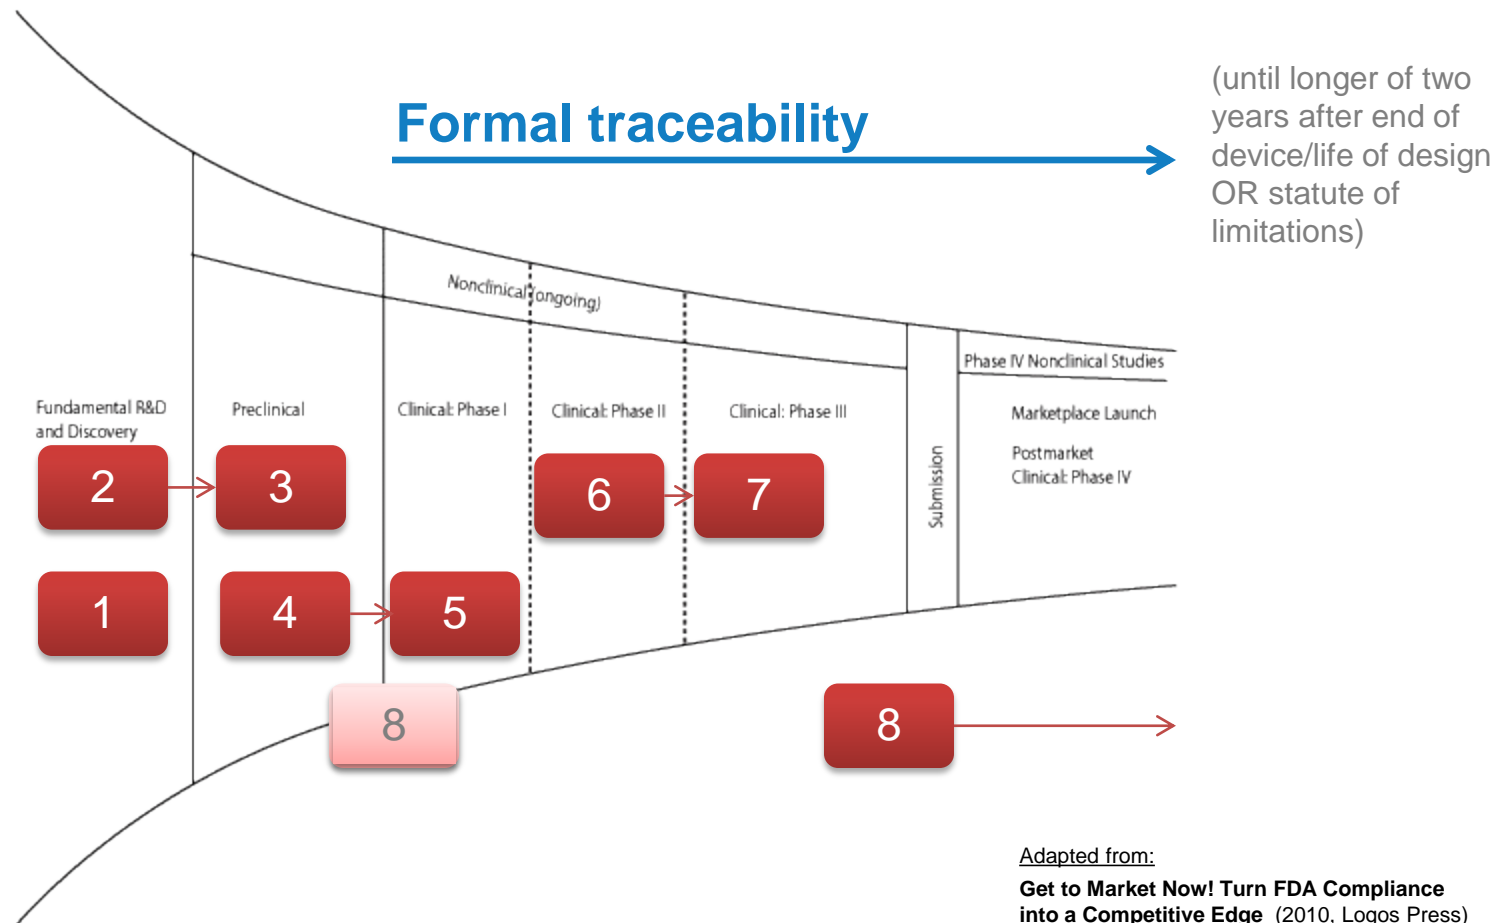 Formal traceability
(until longer of two
years after end of
device/life of design
OR statute of
limitations)
Nonclinical (ongoing)
Phase IV Nonclinical Studies
Fundamental R&D
and Discovery
Preclinical
Clinical: Phase I
Clinical: Phase II
Clinical: Phase III
Submission
Marketplace Launch
Postmarket
Clinical: Phase IV
2
3
6
7
1
4
5
8
8
Adapted from:
Get to Market Now! Turn FDA Compliance
into a Competitive Edge (2010, Logos Press)